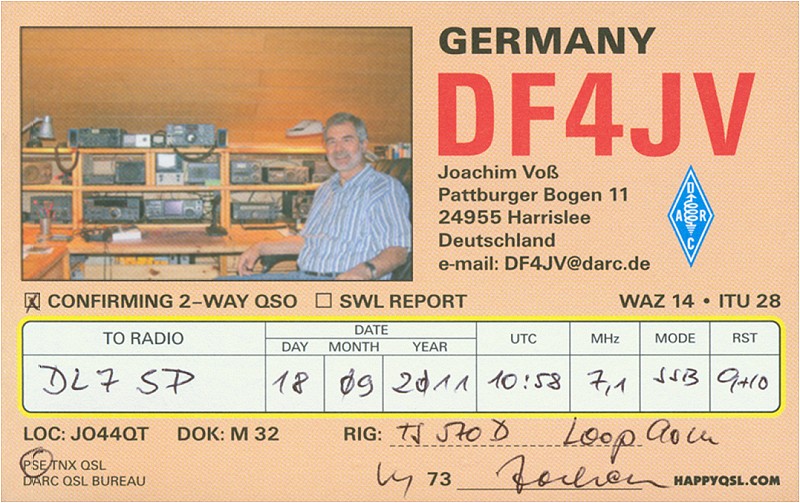 GERMANY
DF4JV
Joachim Voß
Pattburger Bogen 11
24955 Harrislee
Deutschland
e-mail: DF4JV@darc.de
DARC
CONFIRMING 2-WAY QSO SWL REPORT WAZ 14 • ITU 28
TO RADIO DATE UTC MHz MODE RST
DAY MONTH YEAR
DL7SP 18 09 2011 10:58 7,1 SSB 9+10
LOC: JO44QT DOK: M 32 RIG: TS 570D Loop
PSE TNX QSL
DARC QSL BUREAU
73
HAPPYQSL.COM